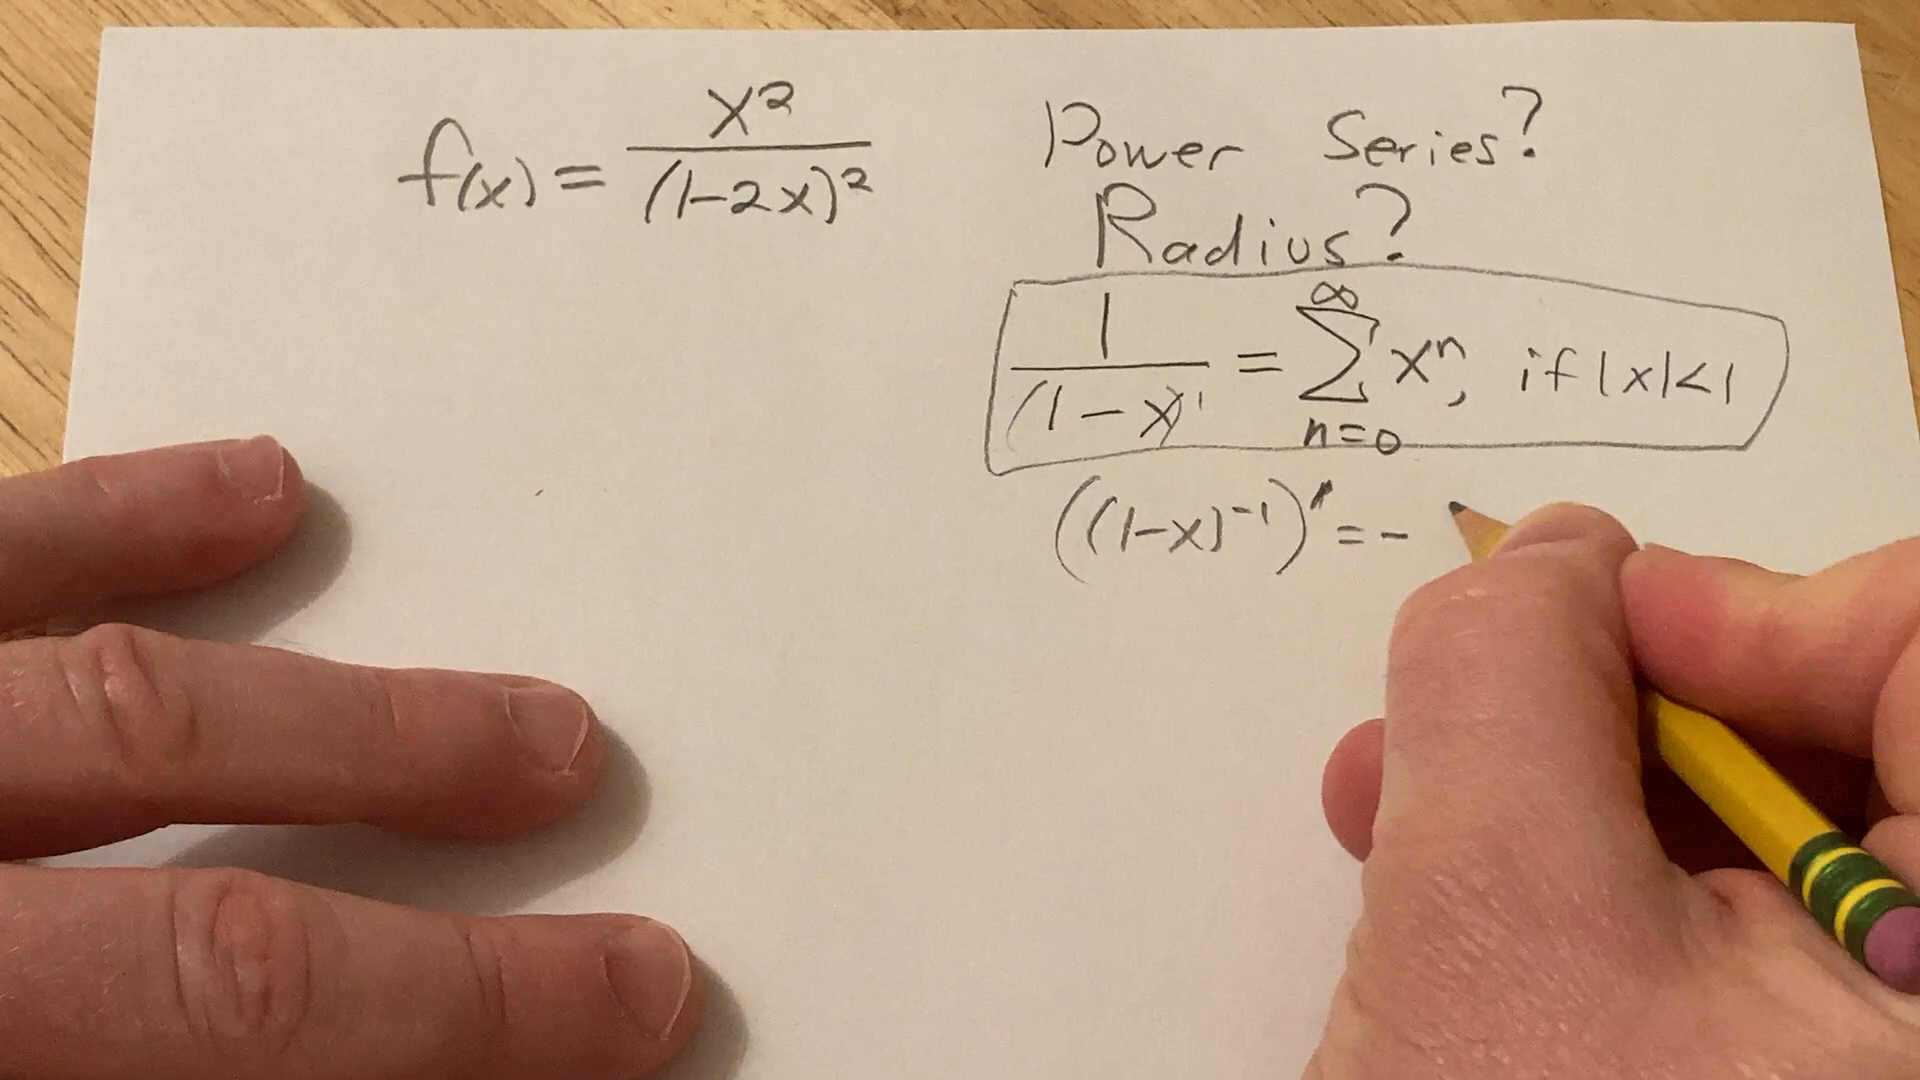 f(x) = x² / (1-2x)²
Power Series?
Radius?
1 / (1-x)¹ = ∑_{n=0}^{∞} xⁿ, if |x|<1
((1-x)⁻¹)' = -